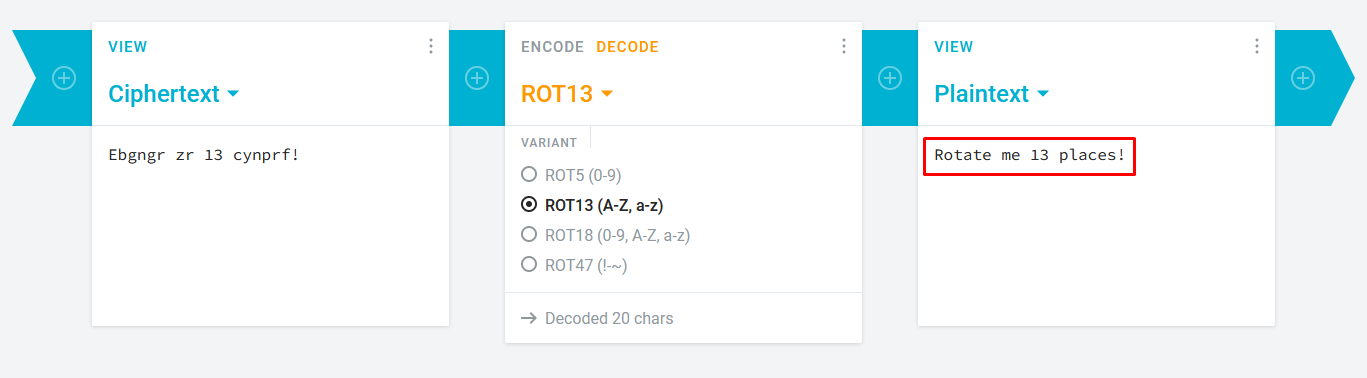 VIEW
Ciphertext
Ebgngr zr 13 cynprf!
ENCODE DECODE
ROT13
VARIANT
ROT5 (0-9)
ROT13 (A-Z, a-z)
ROT18 (0-9, A-Z, a-z)
ROT47 (!-~)
Decoded 20 chars
VIEW
Plaintext
Rotate me 13 places!